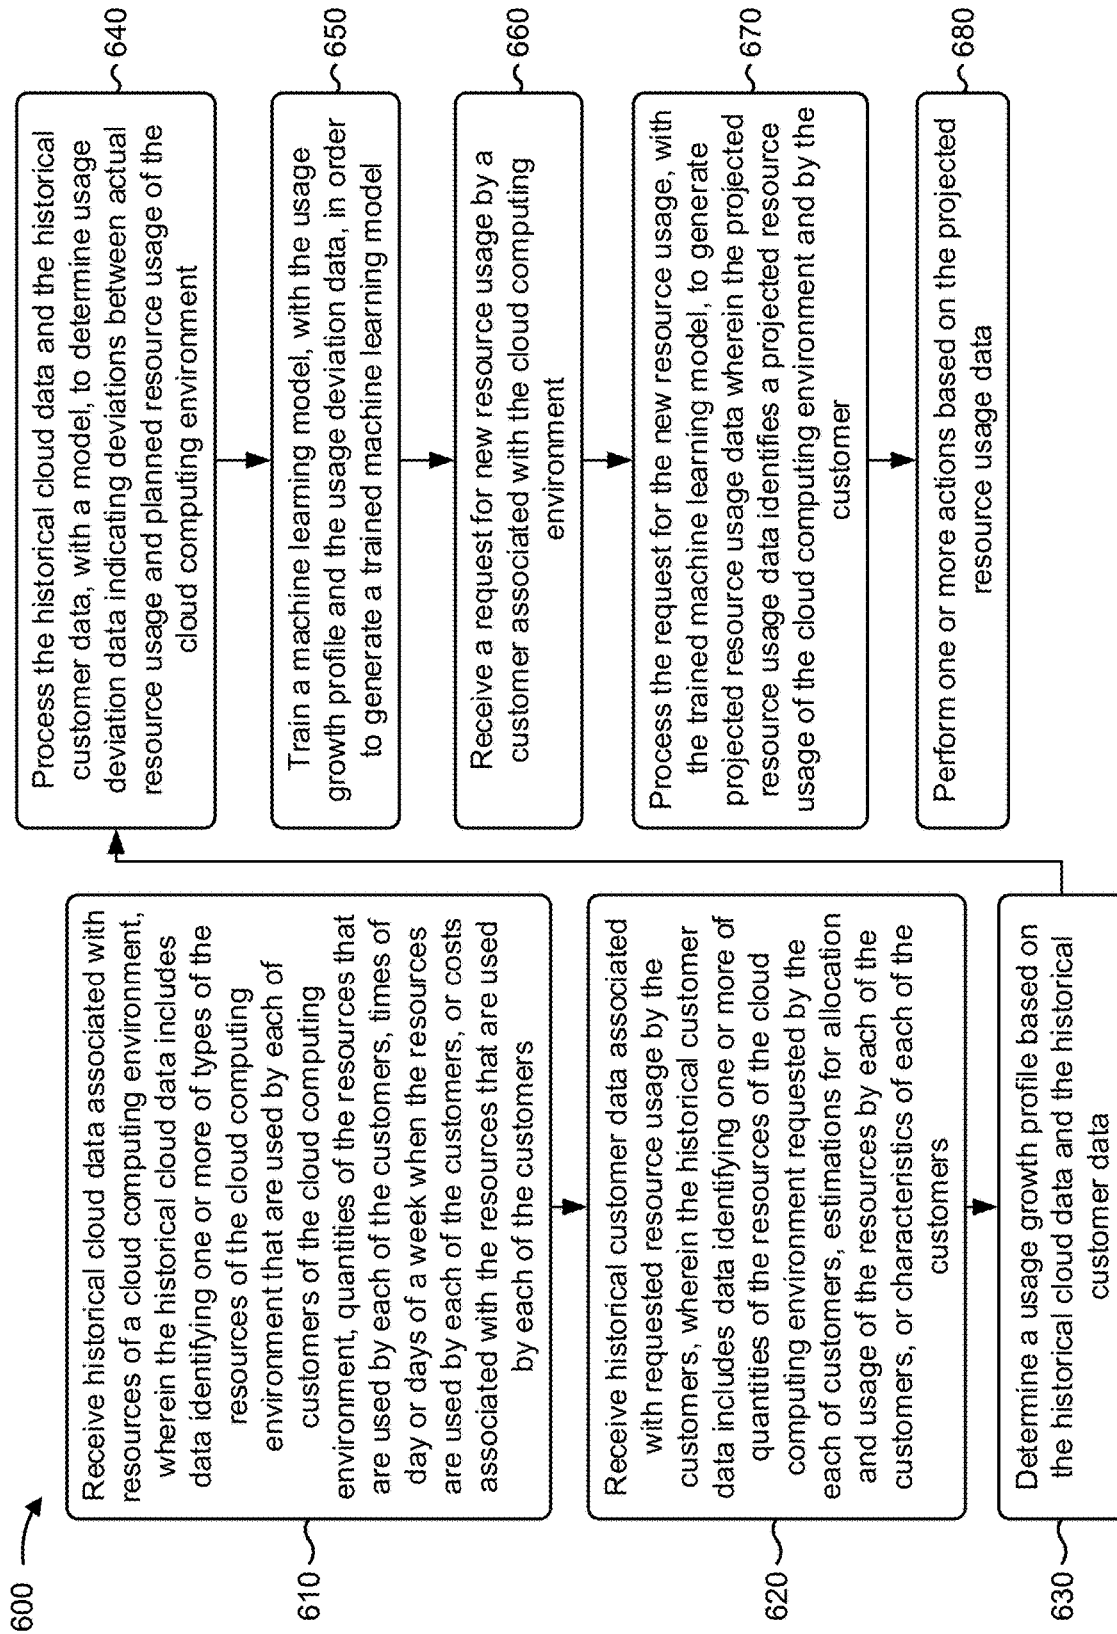 600
610
Receive historical cloud data associated with
resources of a cloud computing environment,
wherein the historical cloud data includes
data identifying one or more of types of the
resources of the cloud computing
environment that are used by each of
customers of the cloud computing
environment, quantities of the resources that
are used by each of the customers, times of
day or days of a week when the resources
are used by each of the customers, or costs
associated with the resources that are used
by each of the customers
620
Receive historical customer data associated
with requested resource usage by the
customers, wherein the historical customer
data includes data identifying one or more of
quantities of the resources of the cloud
computing environment requested by the
each of customers, estimations for allocation
and usage of the resources by each of the
customers, or characteristics of each of the
customers
630
Determine a usage growth profile based on
the historical cloud data and the historical
customer data
640
Process the historical cloud data and the historical
customer data, with a model, to determine usage
deviation data indicating deviations between actual
resource usage and planned resource usage of the
cloud computing environment
650
Train a machine learning model, with the usage
growth profile and the usage deviation data, in order
to generate a trained machine learning model
660
Receive a request for new resource usage by a
customer associated with the cloud computing
environment
670
Process the request for the new resource usage, with
the trained machine learning model, to generate
projected resource usage data wherein the projected
resource usage data identifies a projected resource
usage of the cloud computing environment and by the
customer
680
Perform one or more actions based on the projected
resource usage data